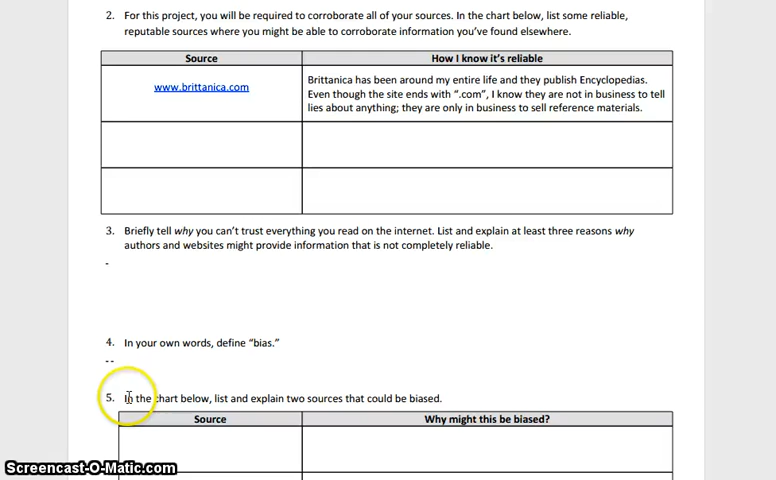 2. For this project, you will be required to corroborate all of your sources. In the chart below, list some reliable,
reputable sources where you might be able to corroborate information you've found elsewhere.
Source How I know it's reliable
www.brittanica.com
Brittanica has been around my entire life and they publish Encyclopedias.
Even though the site ends with ".com", I know they are not in business to tell
lies about anything; they are only in business to sell reference materials.
3. Briefly tell why you can't trust everything you read on the internet. List and explain at least three reasons why
authors and websites might provide information that is not completely reliable.
-
4. In your own words, define "bias."
--
5. In the chart below, list and explain two sources that could be biased.
Source Why might this be biased?
Screencast-O-Matic.com